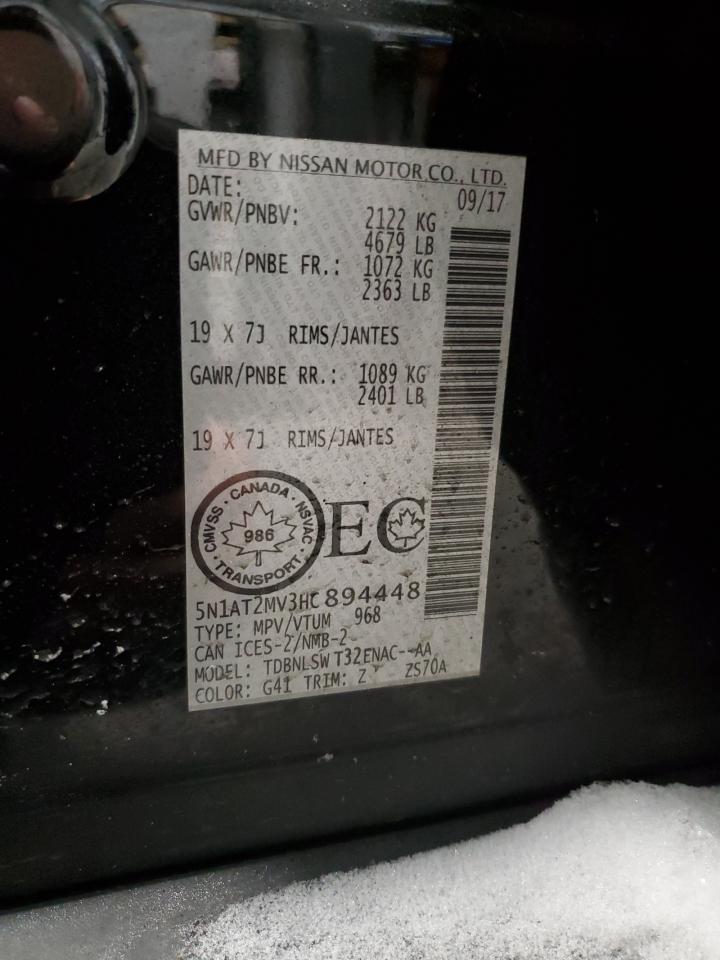 MFD BY NISSAN MOTOR CO., LTD.
DATE: 09/17
GVWR/PNBV: 2122 KG
4679 LB
GAWR/PNBE FR.: 1072 KG
2363 LB
19 X 7J RIMS/JANTES
GAWR/PNBE RR.: 1089 KG
2401 LB
19 X 7J RIMS/JANTES
CMVSS · CANADA · NSVAC · TRANSPORT ·
986
EC
5N1AT2MV3HC894448
TYPE: MPV/VTUM 968
CAN ICES-2/NMB-2
MODEL: TDBNLSW T32ENAC--AA
COLOR: G41 TRIM: Z ZS70A